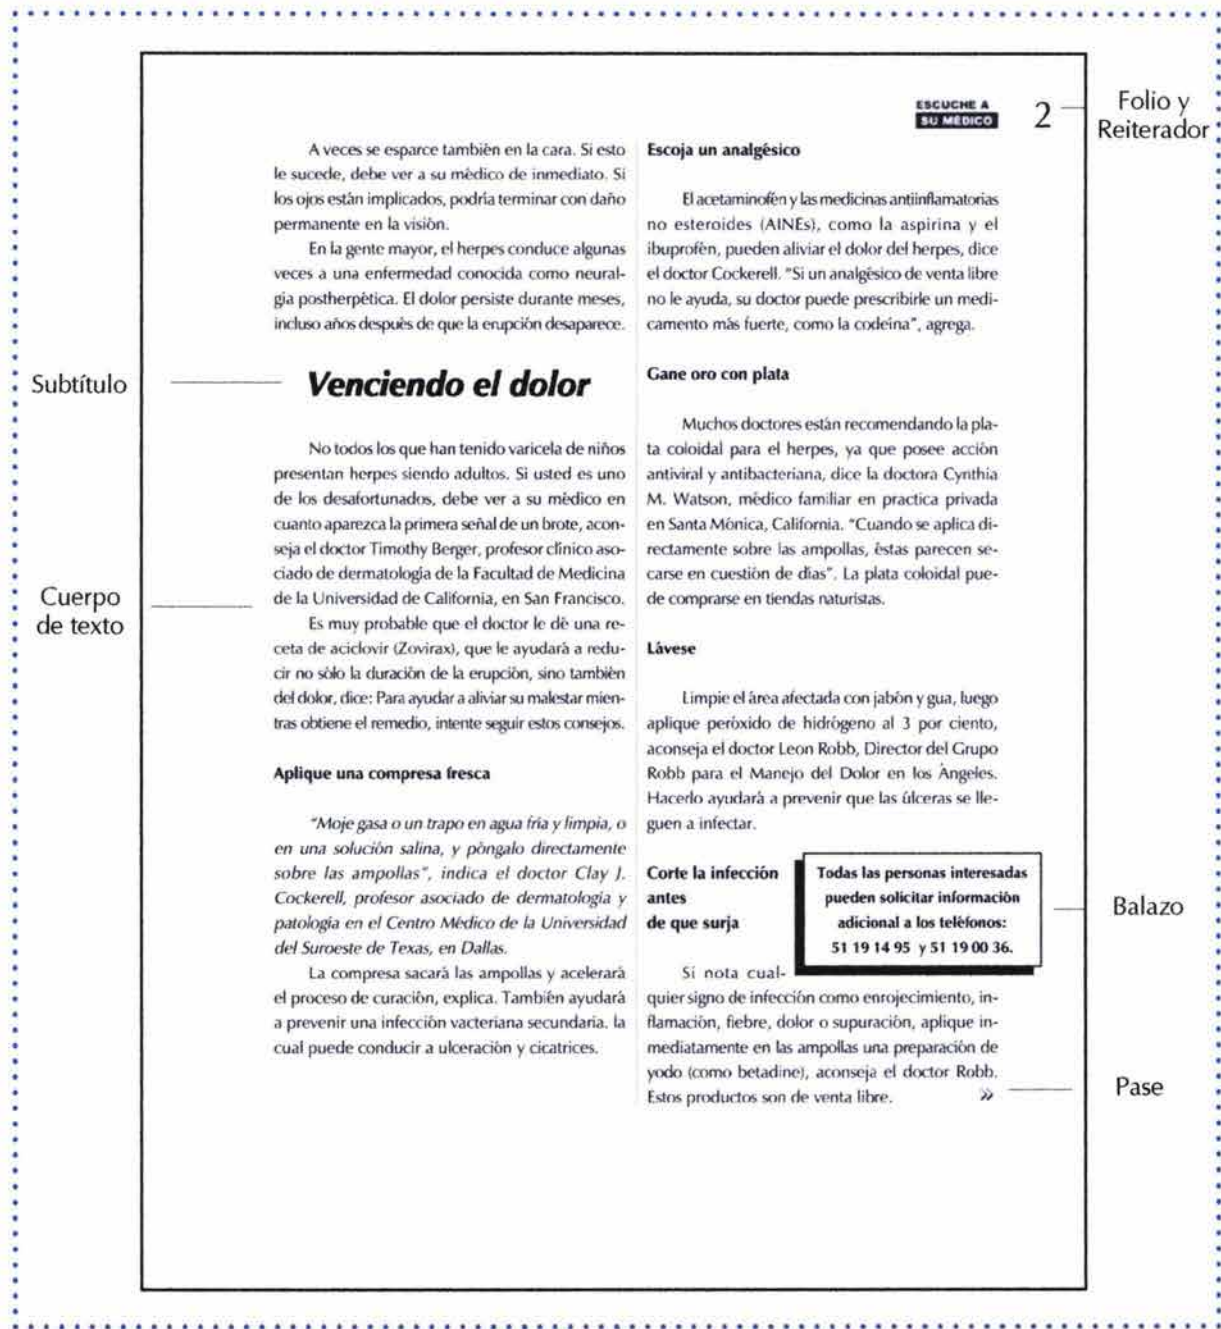 ESCUCHE A
SU MÉDICO
2
Folio y
Reiterador
A veces se esparce también en la cara. Si esto
le sucede, debe ver a su médico de inmediato. Si
los ojos están implicados, podría terminar con daño
permanente en la visión.
En la gente mayor, el herpes conduce algunas
veces a una enfermedad conocida como neural-
gia postherpética. El dolor persiste durante meses,
incluso años después de que la erupción desaparece.
Subtítulo
Venciendo el dolor
No todos los que han tenido varicela de niños
presentan herpes siendo adultos. Si usted es uno
de los desafortunados, debe ver a su médico en
cuanto aparezca la primera señal de un brote, acon-
seja el doctor Timothy Berger, profesor clínico aso-
ciado de dermatología de la Facultad de Medicina
de la Universidad de California, en San Francisco.
Cuerpo
de texto
Es muy probable que el doctor le dé una re-
ceta de aciclovir (Zovirax), que le ayudará a redu-
cir no sólo la duración de la erupción, sino también
del dolor, dice: Para ayudar a aliviar su malestar mien-
tras obtiene el remedio, intente seguir estos consejos.
Aplique una compresa fresca
"Moje gasa o un trapo en agua fría y limpia, o
en una solución salina, y póngalo directamente
sobre las ampollas", indica el doctor Clay J.
Cockerell, profesor asociado de dermatología y
patología en el Centro Médico de la Universidad
del Suroeste de Texas, en Dallas.
La compresa sacará las ampollas y acelerará
el proceso de curación, explica. También ayudará
a prevenir una infección vacteriana secundaria. la
cual puede conducir a ulceración y cicatrices.
Escoja un analgésico
El acetaminofén y las medicinas antiinflamatorias
no esteroides (AINEs), como la aspirina y el
ibuprofén, pueden aliviar el dolor del herpes, dice
el doctor Cockerell. "Si un analgésico de venta libre
no le ayuda, su doctor puede prescribirle un medi-
camento más fuerte, como la codeína", agrega.
Gane oro con plata
Muchos doctores están recomendando la pla-
ta coloidal para el herpes, ya que posee acción
antiviral y antibacteriana, dice la doctora Cynthia
M. Watson, médico familiar en practica privada
en Santa Mónica, California. "Cuando se aplica di-
rectamente sobre las ampollas, éstas parecen se-
carse en cuestión de días". La plata coloidal pue-
de comprarse en tiendas naturistas.
Lávese
Limpie el área afectada con jabón y gua, luego
aplique peróxido de hidrógeno al 3 por ciento,
aconseja el doctor Leon Robb, Director del Grupo
Robb para el Manejo del Dolor en los Ángeles.
Hacerlo ayudará a prevenir que las úlceras se lle-
guen a infectar.
Corte la infección
antes
de que surja
Todas las personas interesadas
pueden solicitar información
adicional a los teléfonos:
51 19 14 95 y 51 19 00 36.
Balazo
Si nota cual-
quier signo de infección como enrojecimiento, in-
flamación, fiebre, dolor o supuración, aplique in-
mediatamente en las ampollas una preparación de
yodo (como betadine), aconseja el doctor Robb.
Estos productos son de venta libre. »
Pase